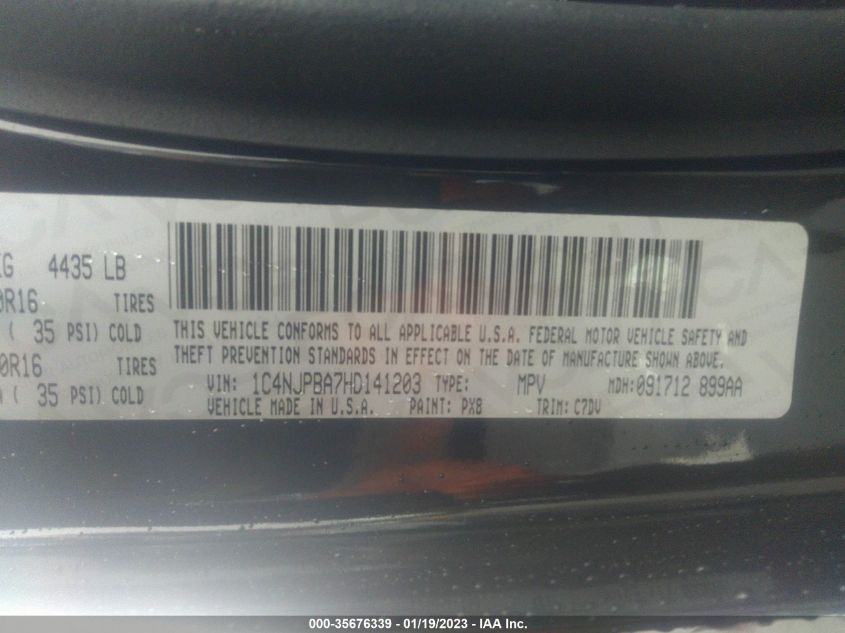 4435 LB
0R16 TIRES
( 35 PSI) COLD
0R16 TIRES
( 35 PSI) COLD
THIS VEHICLE CONFORMS TO ALL APPLICABLE U.S.A. FEDERAL MOTOR VEHICLE SAFETY AND
THEFT PREVENTION STANDARDS IN EFFECT ON THE DATE OF MANUFACTURE SHOWN ABOVE.
VIN: 1C4NJPBA7HD141203 TYPE: MPV MDH:091712 899AA
VEHICLE MADE IN U.S.A. PAINT: PX8 TRIM: C7DV
000-35676339 - 01/19/2023 - IAA Inc.